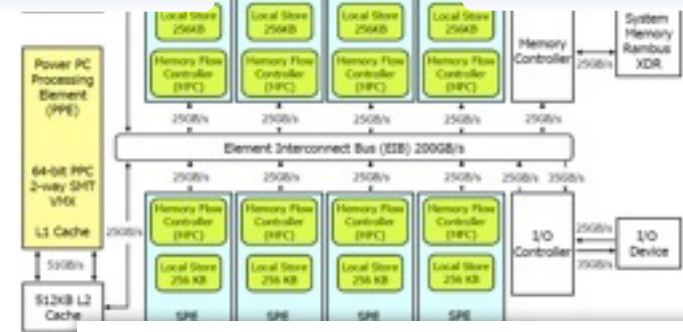 Local Store
256KB
Local Store
256KB
Local Store
256KB
Local Store
256KB
Memory Flow
Controller
(MFC)
Memory Flow
Controller
(MFC)
Memory Flow
Controller
(MFC)
Memory Flow
Controller
(MFC)
Memory
Controller
25GB/s
System
Memory
Rambus
XDR
Power PC
Processing
Element
(PPE)
64-bit PPC
2-way SMT
VMX
L1 Cache
25GB/s
25GB/s
25GB/s
25GB/s
25GB/s
Element Interconnect Bus (EIB) 200GB/s
25GB/s
25GB/s
25GB/s
25GB/s
25GB/s
35GB/s
25GB/s
51GB/s
512KB L2
Cache
Memory Flow
Controller
(MFC)
Memory Flow
Controller
(MFC)
Memory Flow
Controller
(MFC)
Memory Flow
Controller
(MFC)
Local Store
256 KB
Local Store
256 KB
Local Store
256 KB
Local Store
256 KB
SPE
SPE
SPE
SPE
I/O
Controller
25GB/s
35GB/s
I/O
Device